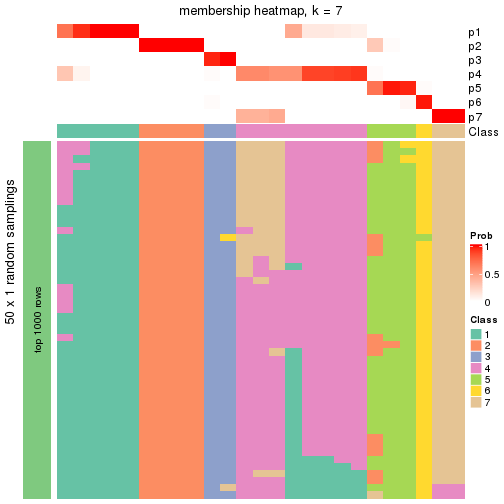 membership heatmap, k = 7
p1
p2
p3
p4
p5
p6
p7
Class
50 x 1 random samplings
top 1000 rows
Prob
1
0.5
0
Class
1
2
3
4
5
6
7